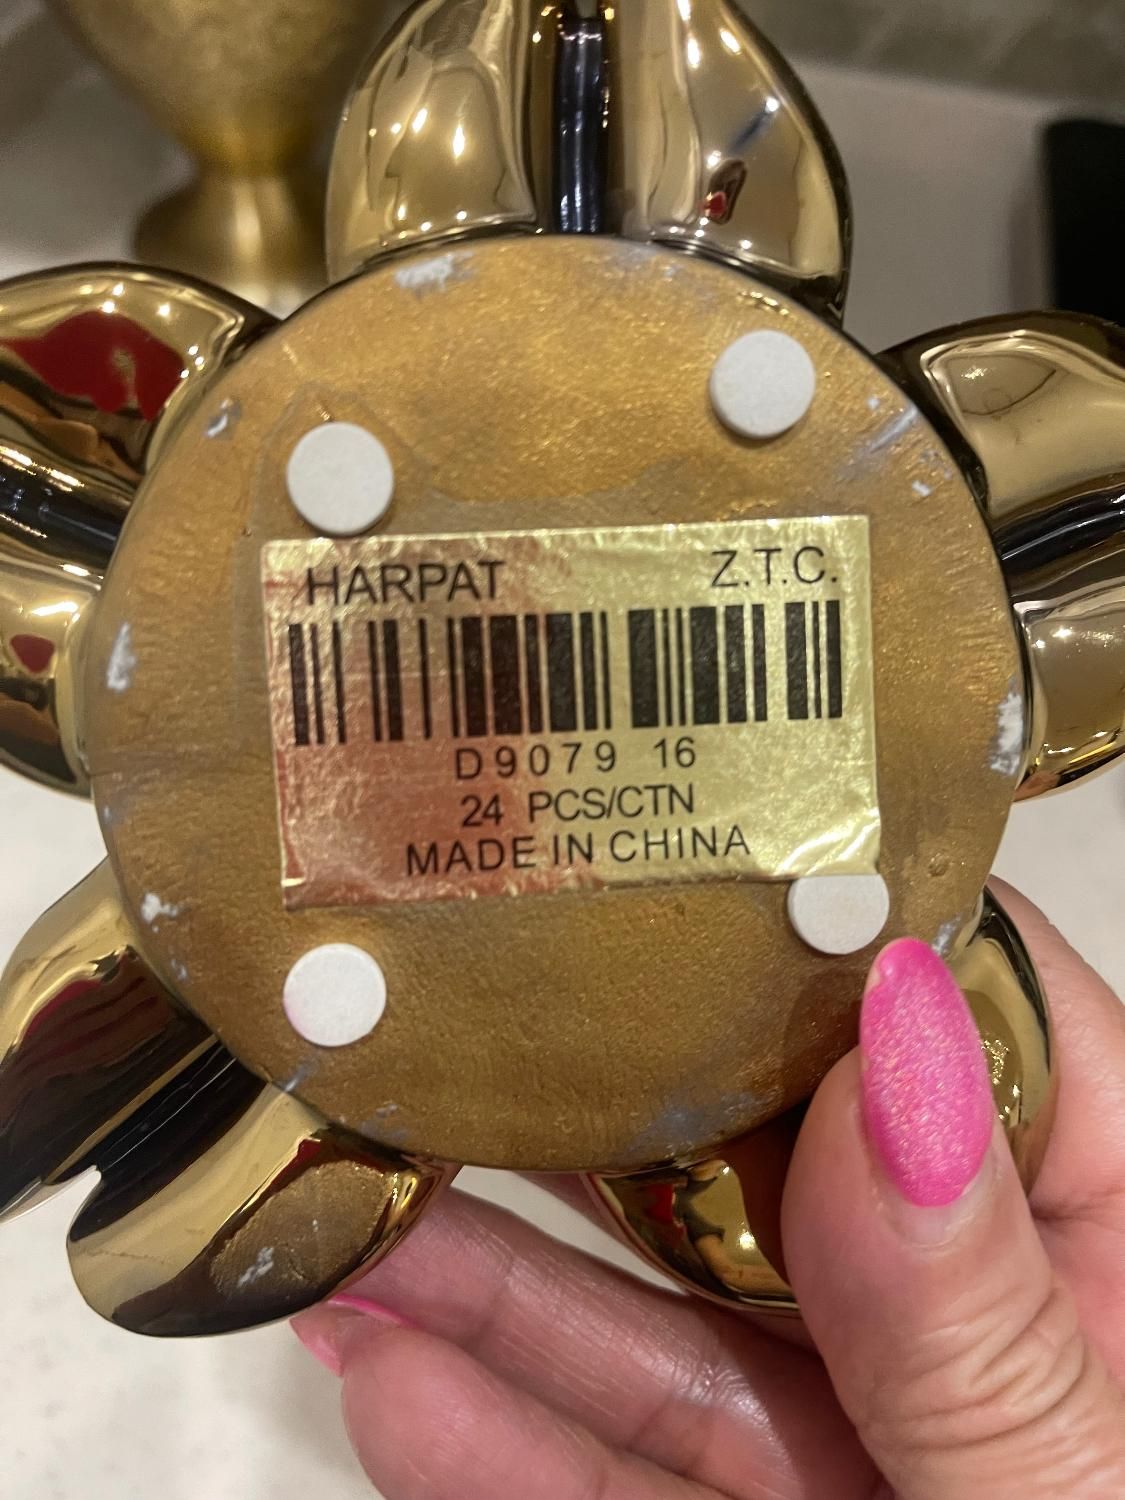 HARPAT Z.T.C.
D9079 16
24 PCS/CTN
MADE IN CHINA